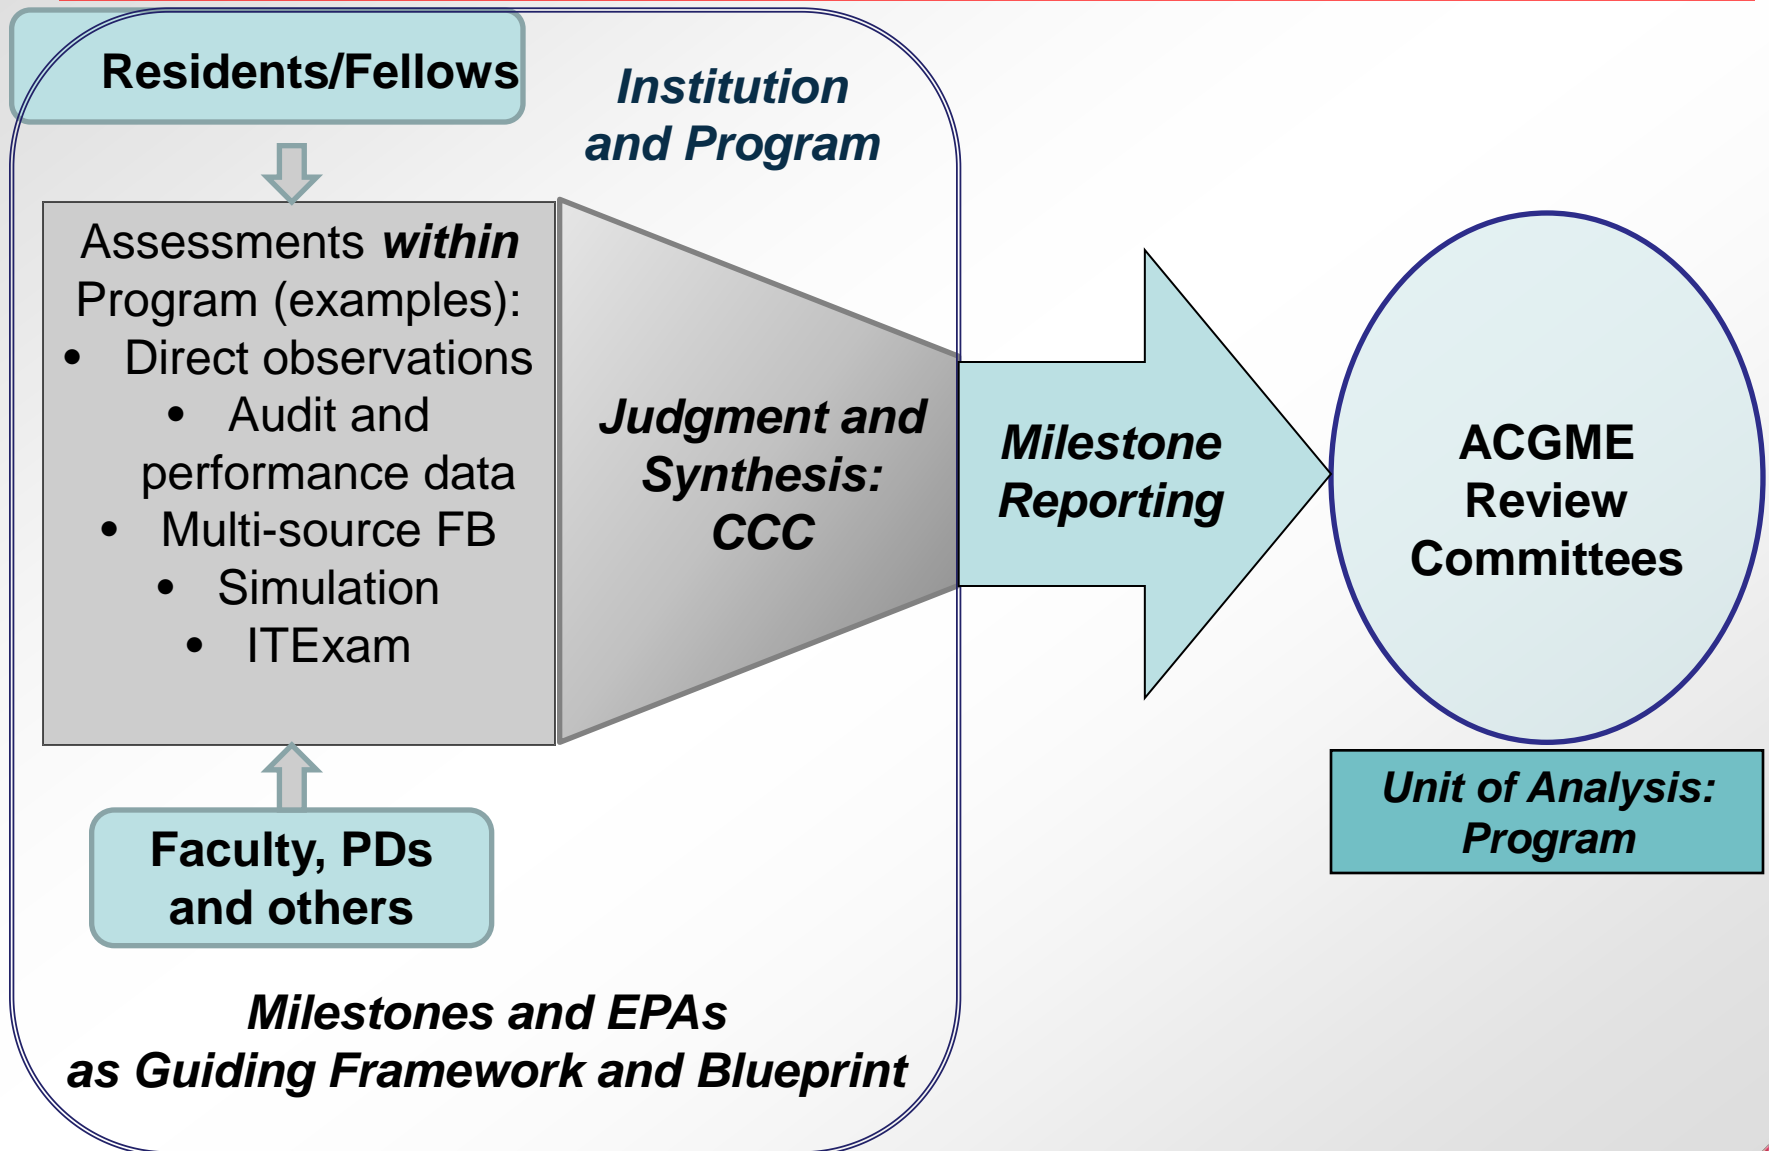 Residents/Fellows
Institution
and Program
Assessments within
Program (examples):
• Direct observations
• Audit and
performance data
• Multi-source FB
• Simulation
• ITExam
Judgment and
Synthesis:
CCC
Milestone
Reporting
ACGME
Review
Committees
Unit of Analysis:
Program
Faculty, PDs
and others
Milestones and EPAs
as Guiding Framework and Blueprint